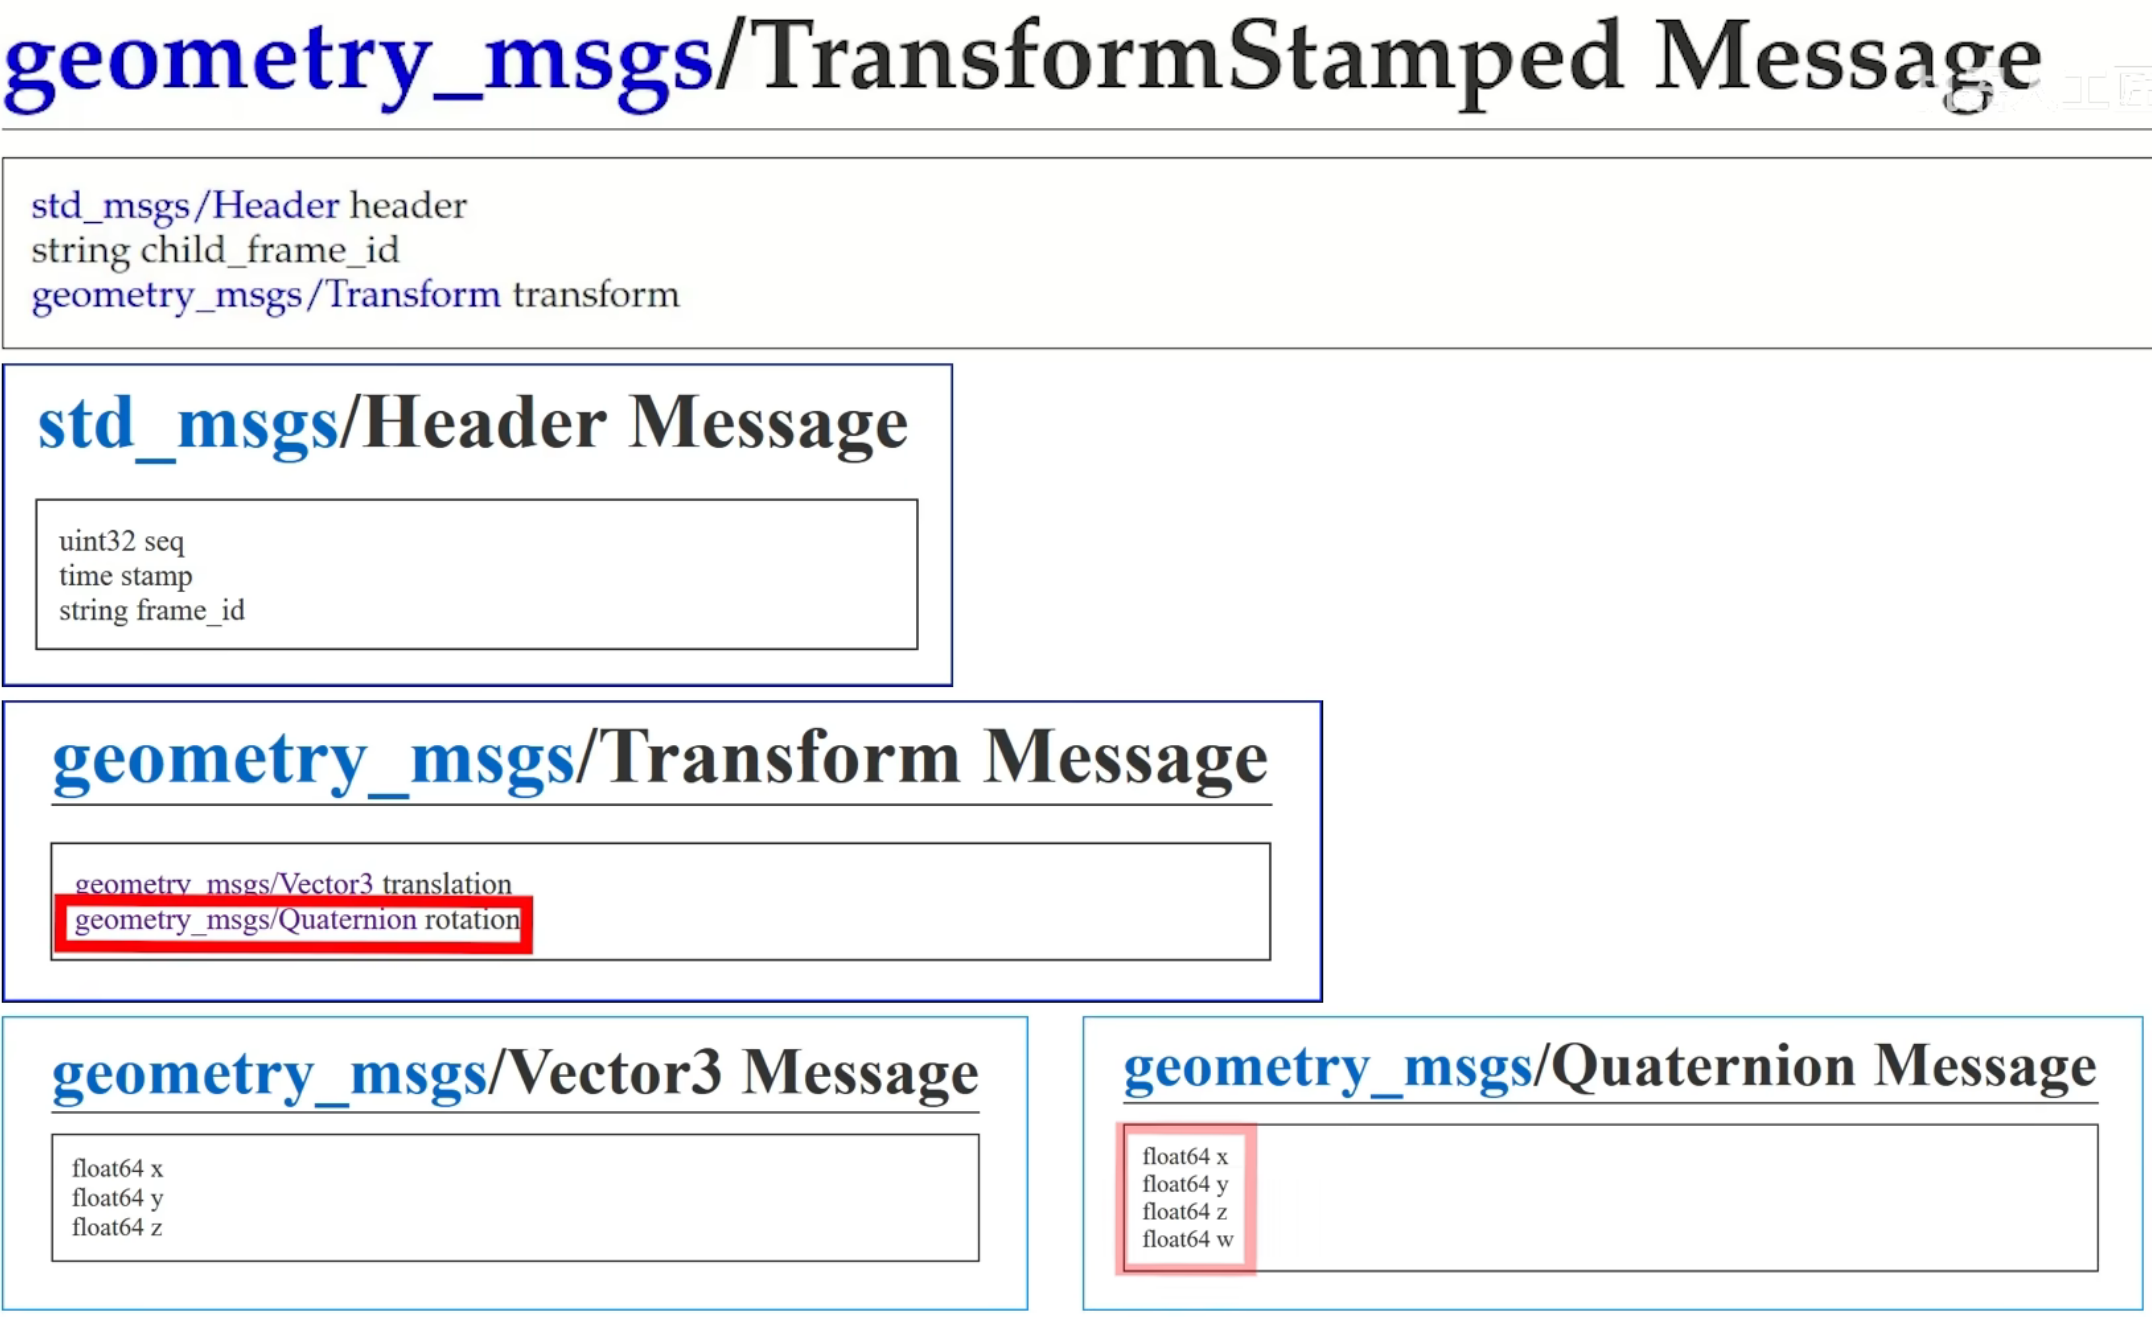 geometry_msgs/TransformStamped Message
std_msgs/Header header
string child_frame_id
geometry_msgs/Transform transform
std_msgs/Header Message
uint32 seq
time stamp
string frame_id
geometry_msgs/Transform Message
geometry_msgs/Vector3 translation
geometry_msgs/Quaternion rotation
geometry_msgs/Vector3 Message
float64 x
float64 y
float64 z
geometry_msgs/Quaternion Message
float64 x
float64 y
float64 z
float64 w